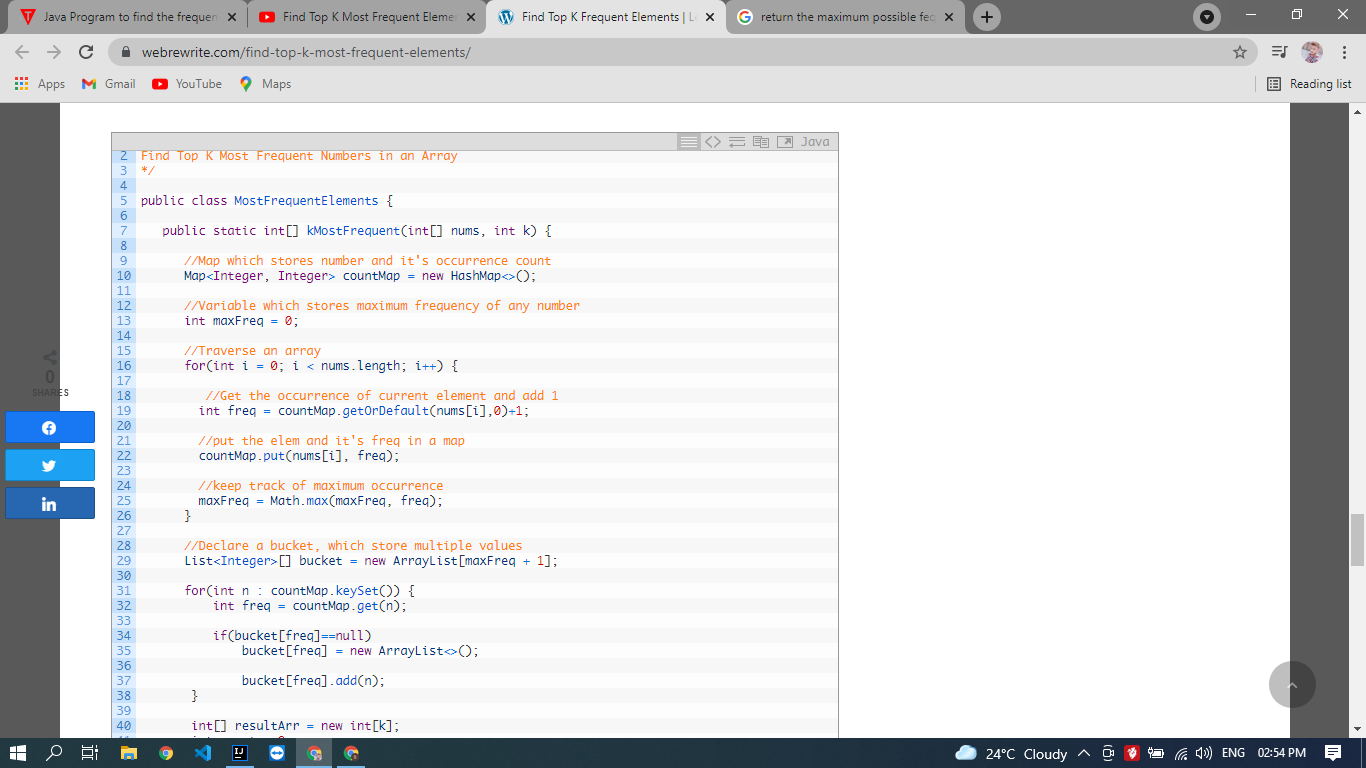 Java Program to find the frequen
Find Top K Most Frequent Elemen
Find Top K Frequent Elements | L
return the maximum possible feq
webrewrite.com/find-top-k-most-frequent-elements/
Apps
Gmail
YouTube
Maps
Reading list
Java
2 Find Top K Most Frequent Numbers in an Array
3 */
4
5 public class MostFrequentElements {
6
7 public static int[] kMostFrequent(int[] nums, int k) {
8
9 //Map which stores number and it's occurrence count
10 Map<Integer, Integer> countMap = new HashMap<>();
11
12 //Variable which stores maximum frequency of any number
13 int maxFreq = 0;
14
15 //Traverse an array
16 for(int i = 0; i < nums.length; i++) {
17
18 //Get the occurrence of current element and add 1
19 int freq = countMap.getOrDefault(nums[i],0)+1;
20
21 //put the elem and it's freq in a map
22 countMap.put(nums[i], freq);
23
24 //keep track of maximum occurrence
25 maxFreq = Math.max(maxFreq, freq);
26 }
27
28 //Declare a bucket, which store multiple values
29 List<Integer>[] bucket = new ArrayList[maxFreq + 1];
30
31 for(int n : countMap.keySet()) {
32 int freq = countMap.get(n);
33
34 if(bucket[freq]==null)
35 bucket[freq] = new ArrayList<>();
36
37 bucket[freq].add(n);
38 }
39
40 int[] resultArr = new int[k];
0
SHARES
24°C Cloudy
ENG
02:54 PM